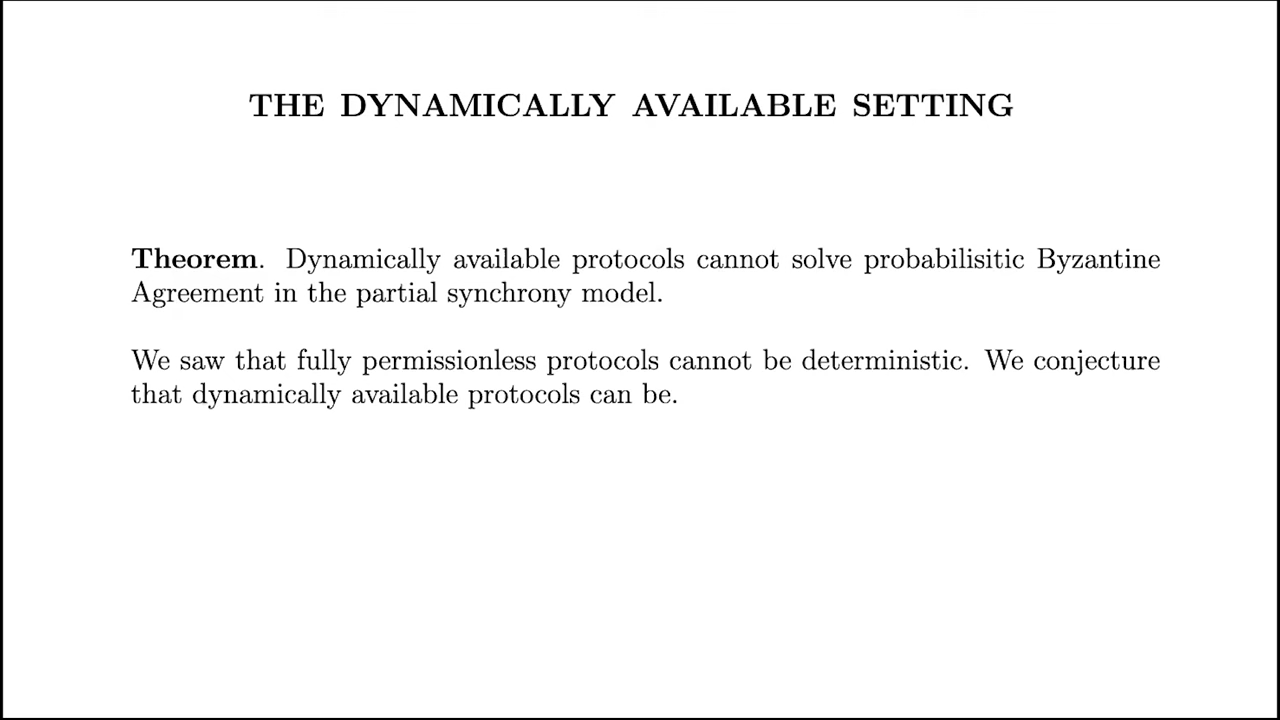 THE DYNAMICALLY AVAILABLE SETTING
Theorem. Dynamically available protocols cannot solve probabilisitic Byzantine
Agreement in the partial synchrony model.
We saw that fully permissionless protocols cannot be deterministic. We conjecture
that dynamically available protocols can be.